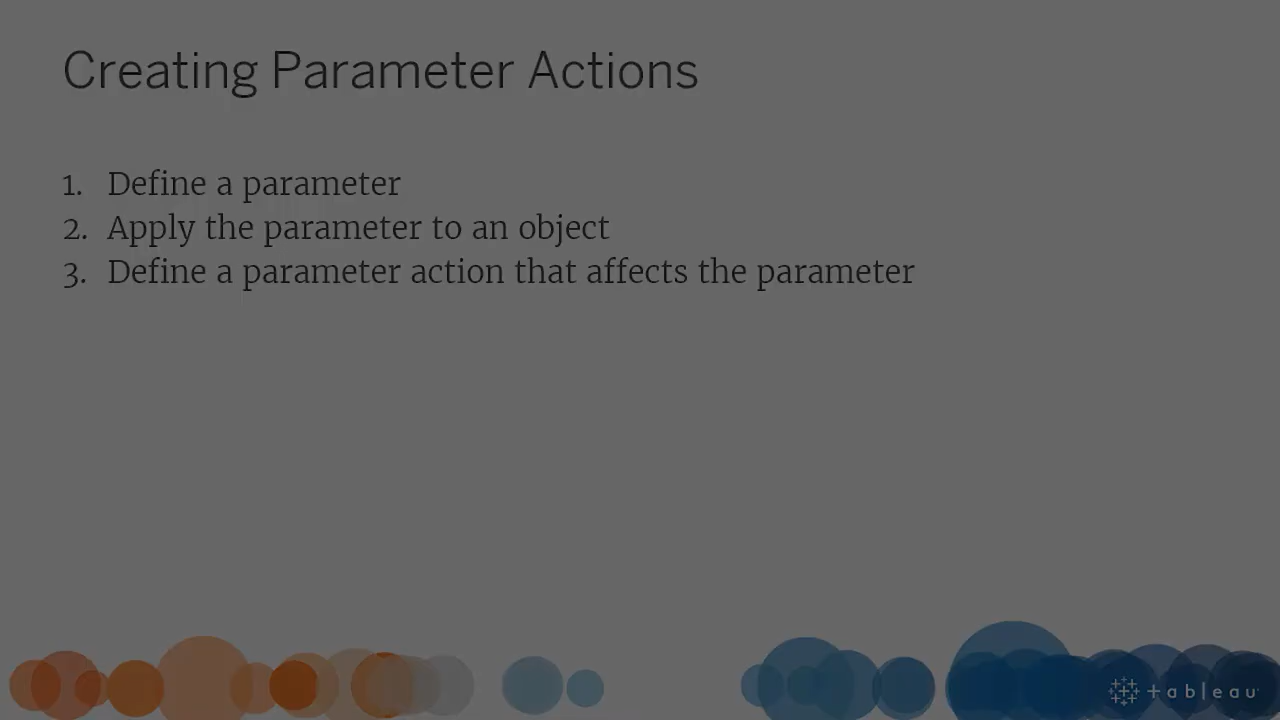 Creating Parameter Actions
1. Define a parameter
2. Apply the parameter to an object
3. Define a parameter action that affects the parameter
tableau